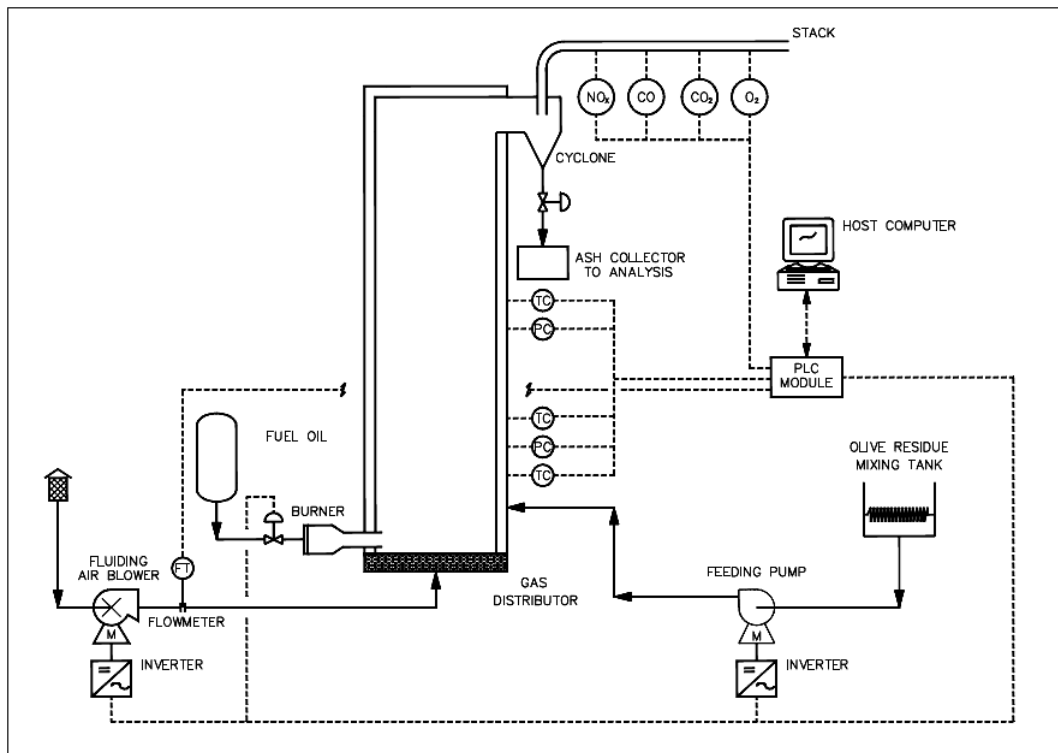 STACK
NOX
CO
CO2
O2
CYCLONE
HOST COMPUTER
ASH COLLECTOR
TO ANALYSIS
TC
PC
PLC
MODULE
TC
FUEL OIL
PC
OLIVE RESIDUE
MIXING TANK
TC
BURNER
FLUIDING
AIR BLOWER
FT
GAS
DISTRIBUTOR
FEEDING PUMP
FLOWMETER
M
M
INVERTER
INVERTER